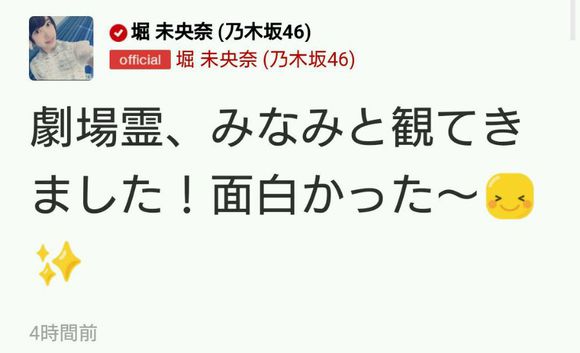 堀 未央奈 (乃木坂46)
official 堀 未央奈 (乃木坂46)
劇場霊、みなみと観てき
ました！面白かった〜😆
✨
4時間前